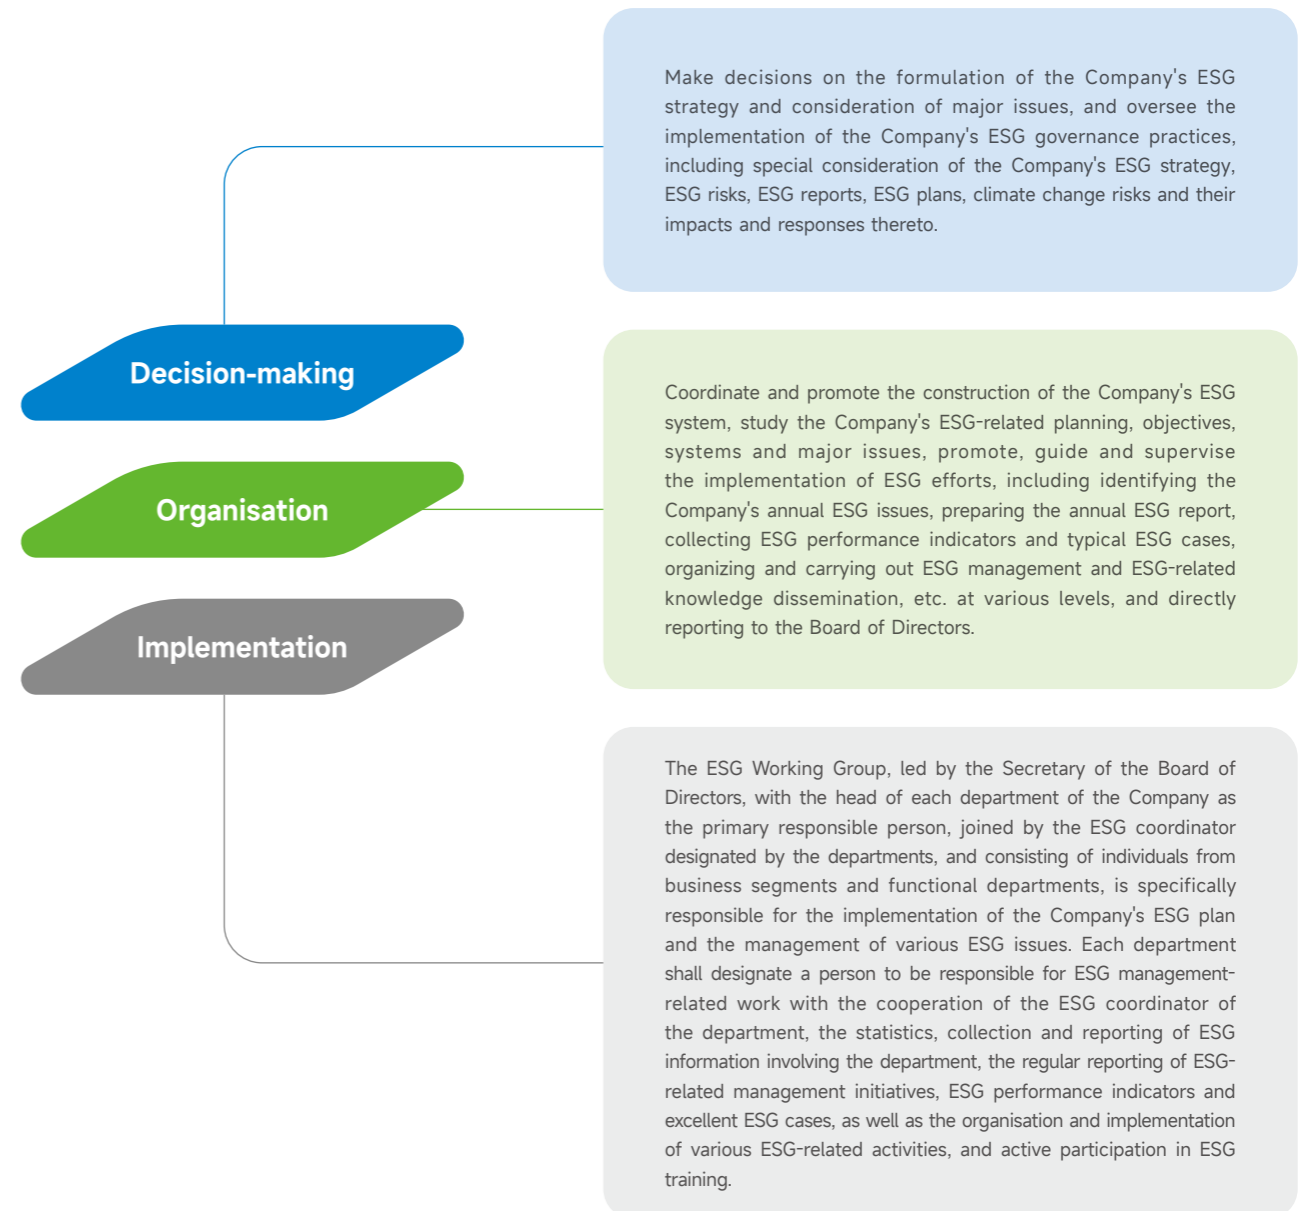 Make decisions on the formulation of the Company's ESG
strategy and consideration of major issues, and oversee the
implementation of the Company's ESG governance practices,
including special consideration of the Company's ESG strategy,
ESG risks, ESG reports, ESG plans, climate change risks and their
impacts and responses thereto.
Decision-making
Coordinate and promote the construction of the Company's ESG
system, study the Company's ESG-related planning, objectives,
systems and major issues, promote, guide and supervise
the implementation of ESG efforts, including identifying the
Company's annual ESG issues, preparing the annual ESG report,
collecting ESG performance indicators and typical ESG cases,
organizing and carrying out ESG management and ESG-related
knowledge dissemination, etc. at various levels, and directly
reporting to the Board of Directors.
Organisation
Implementation
The ESG Working Group, led by the Secretary of the Board of
Directors, with the head of each department of the Company as
the primary responsible person, joined by the ESG coordinator
designated by the departments, and consisting of individuals from
business segments and functional departments, is specifically
responsible for the implementation of the Company's ESG plan
and the management of various ESG issues. Each department
shall designate a person to be responsible for ESG management-
related work with the cooperation of the ESG coordinator of
the department, the statistics, collection and reporting of ESG
information involving the department, the regular reporting of ESG-
related management initiatives, ESG performance indicators and
excellent ESG cases, as well as the organisation and implementation
of various ESG-related activities, and active participation in ESG
training.